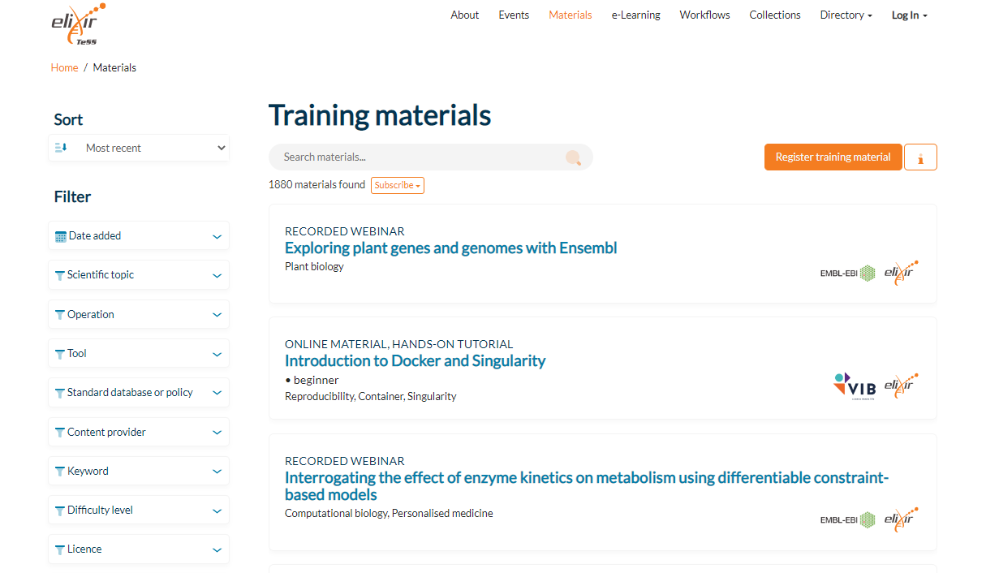 elixir
TeSS
About Events Materials e-Learning Workflows Collections Directory Log In
Home / Materials
Sort
Most recent
Filter
Date added
Scientific topic
Operation
Tool
Standard database or policy
Content provider
Keyword
Difficulty level
Licence
Training materials
Search materials...
Register training material i
1880 materials found Subscribe
RECORDED WEBINAR
Exploring plant genes and genomes with Ensembl
Plant biology
EMBL-EBI elixir
ONLINE MATERIAL, HANDS-ON TUTORIAL
Introduction to Docker and Singularity
• beginner
Reproducibility, Container, Singularity
VIB elixir
RECORDED WEBINAR
Interrogating the effect of enzyme kinetics on metabolism using differentiable constraint-
based models
Computational biology, Personalised medicine
EMBL-EBI elixir